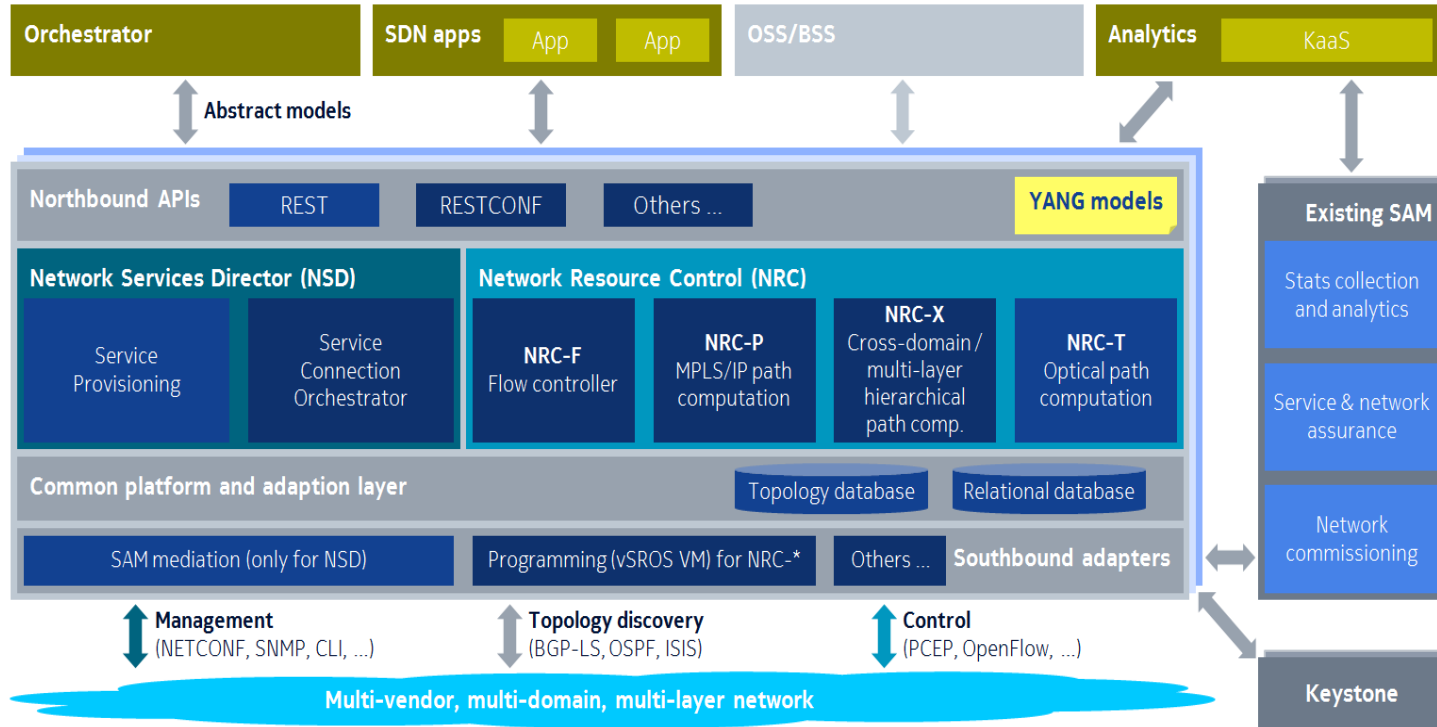 Orchestrator
SDN apps
App
App
OSS/BSS
Analytics
KaaS
Abstract models
Northbound APIs
REST
RESTCONF
Others ...
YANG models
Existing SAM
Network Services Director (NSD)
Service
Provisioning
Service
Connection
Orchestrator
Network Resource Control (NRC)
NRC-F
Flow controller
NRC-P
MPLS/IP path
computation
NRC-X
Cross-domain /
multi-layer
hierarchical
path comp.
NRC-T
Optical path
computation
Stats collection
and analytics
Service & network
assurance
Network
commissioning
Common platform and adaption layer
Topology database
Relational database
SAM mediation (only for NSD)
Programming (vSROS VM) for NRC-*
Others ...
Southbound adapters
Management
(NETCONF, SNMP, CLI, ...)
Topology discovery
(BGP-LS, OSPF, ISIS)
Control
(PCEP, OpenFlow, ...)
Multi-vendor, multi-domain, multi-layer network
Keystone